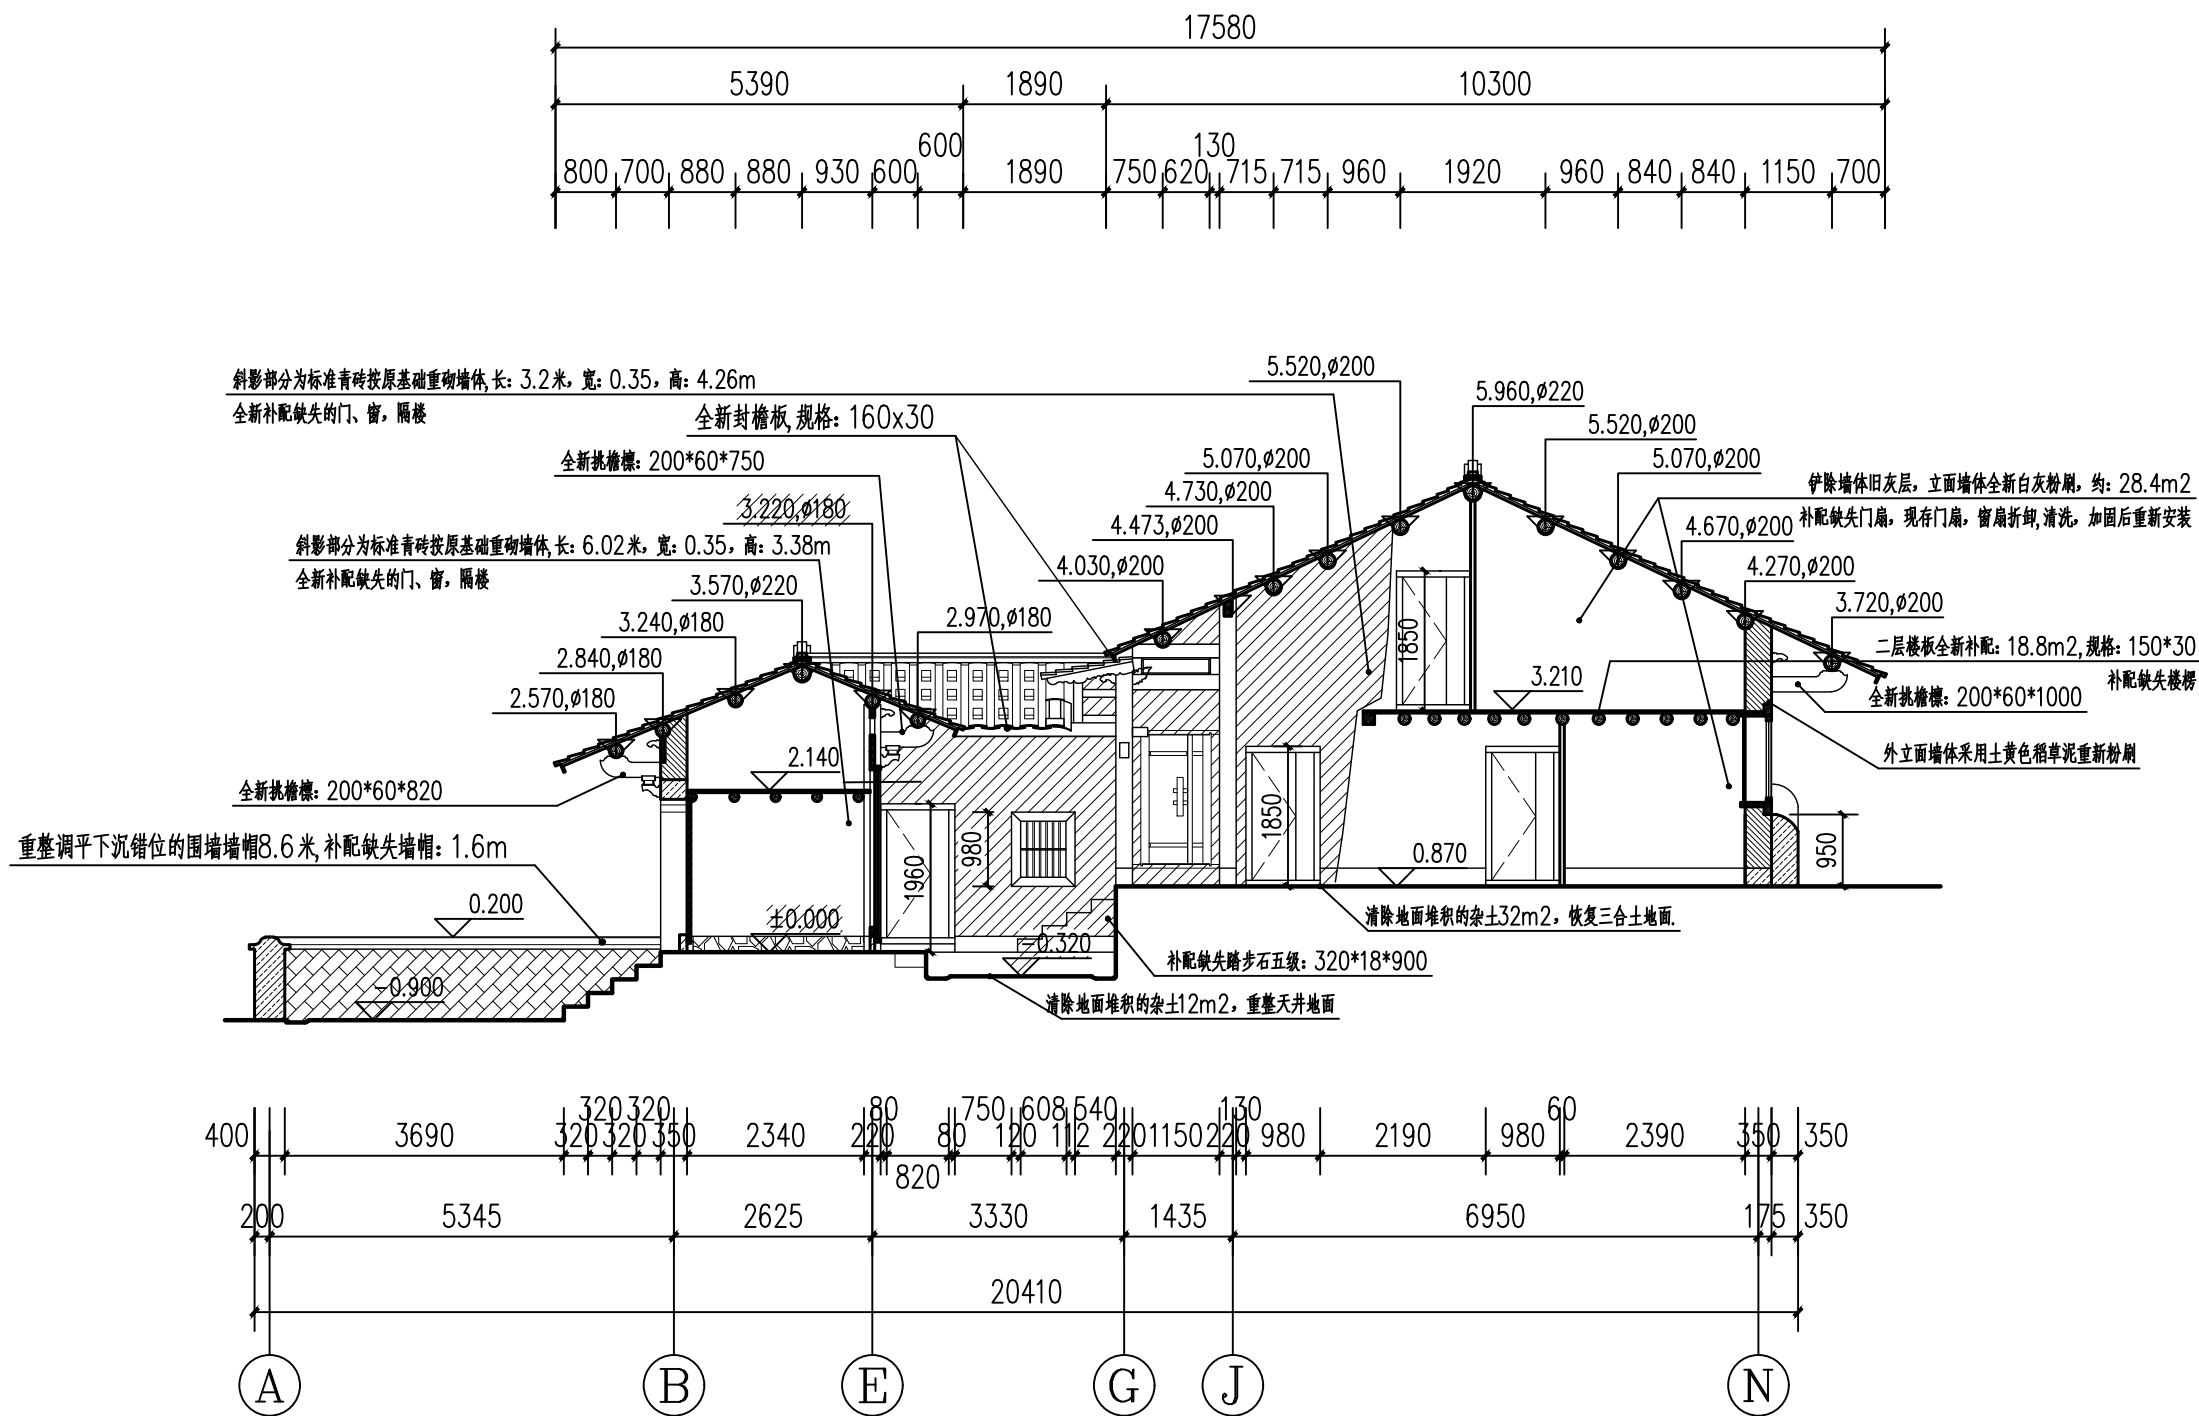 17580
5390 1890 10300
600 130
800 700 880 880 930 600 1890 750 620 715 715 960 1920 960 840 840 1150 700
斜影部分为标准青砖按原基础重砌墙体,长：3.2米，宽：0.35，高：4.26m
全新补配缺失的门、窗，隔楼
全新封檐板,规格：160x30
全新挑檐檩：200*60*750
3.220,ø180
斜影部分为标准青砖按原基础重砌墙体,长：6.02米，宽：0.35，高：3.38m
全新补配缺失的门、窗，隔楼
3.570,ø220
3.240,ø180
2.840,ø180
2.570,ø180
2.970,ø180
5.520,ø200
5.960,ø220
5.520,ø200
5.070,ø200
5.070,ø200
4.730,ø200
4.473,ø200
4.030,ø200
铲除墙体旧灰层，立面墙体全新白灰粉刷，约：28.4m2
补配缺失门扇，现存门扇，窗扇折卸,清洗，加固后重新安装
4.670,ø200
4.270,ø200
3.720,ø200
二层楼板全新补配：18.8m2,规格：150*30
补配缺失楼楞
全新挑檐檩：200*60*1000
外立面墙体采用土黄色稻草泥重新粉刷
1850
3.210
2.140
全新挑檐檩：200*60*820
重整调平下沉错位的围墙墙帽8.6米,补配缺失墙帽：1.6m
1960
980
1850
0.870
950
0.200
±0.000
-0.320
-0.900
清除地面堆积的杂土32m2，恢复三合土地面.
补配缺失踏步石五级：320*18*900
清除地面堆积的杂土12m2，重整天井地面
320 320 80 750 608 540 130 60
400 3690 320 320 350 2340 220 80 120 112 220 1150 220 980 2190 980 2390 350 350
820
200 5345 2625 3330 1435 6950 175 350
20410
A B E G J N